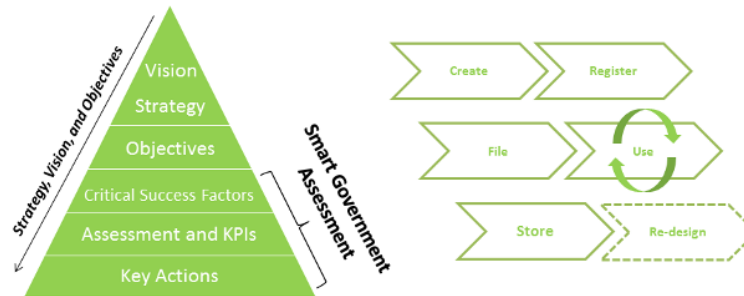 Strategy, Vision, and Objectives
Vision
Strategy
Objectives
Critical Success Factors
Assessment and KPIs
Key Actions
Smart Government
Assessment
Create
Register
File
Use
Store
Re-design